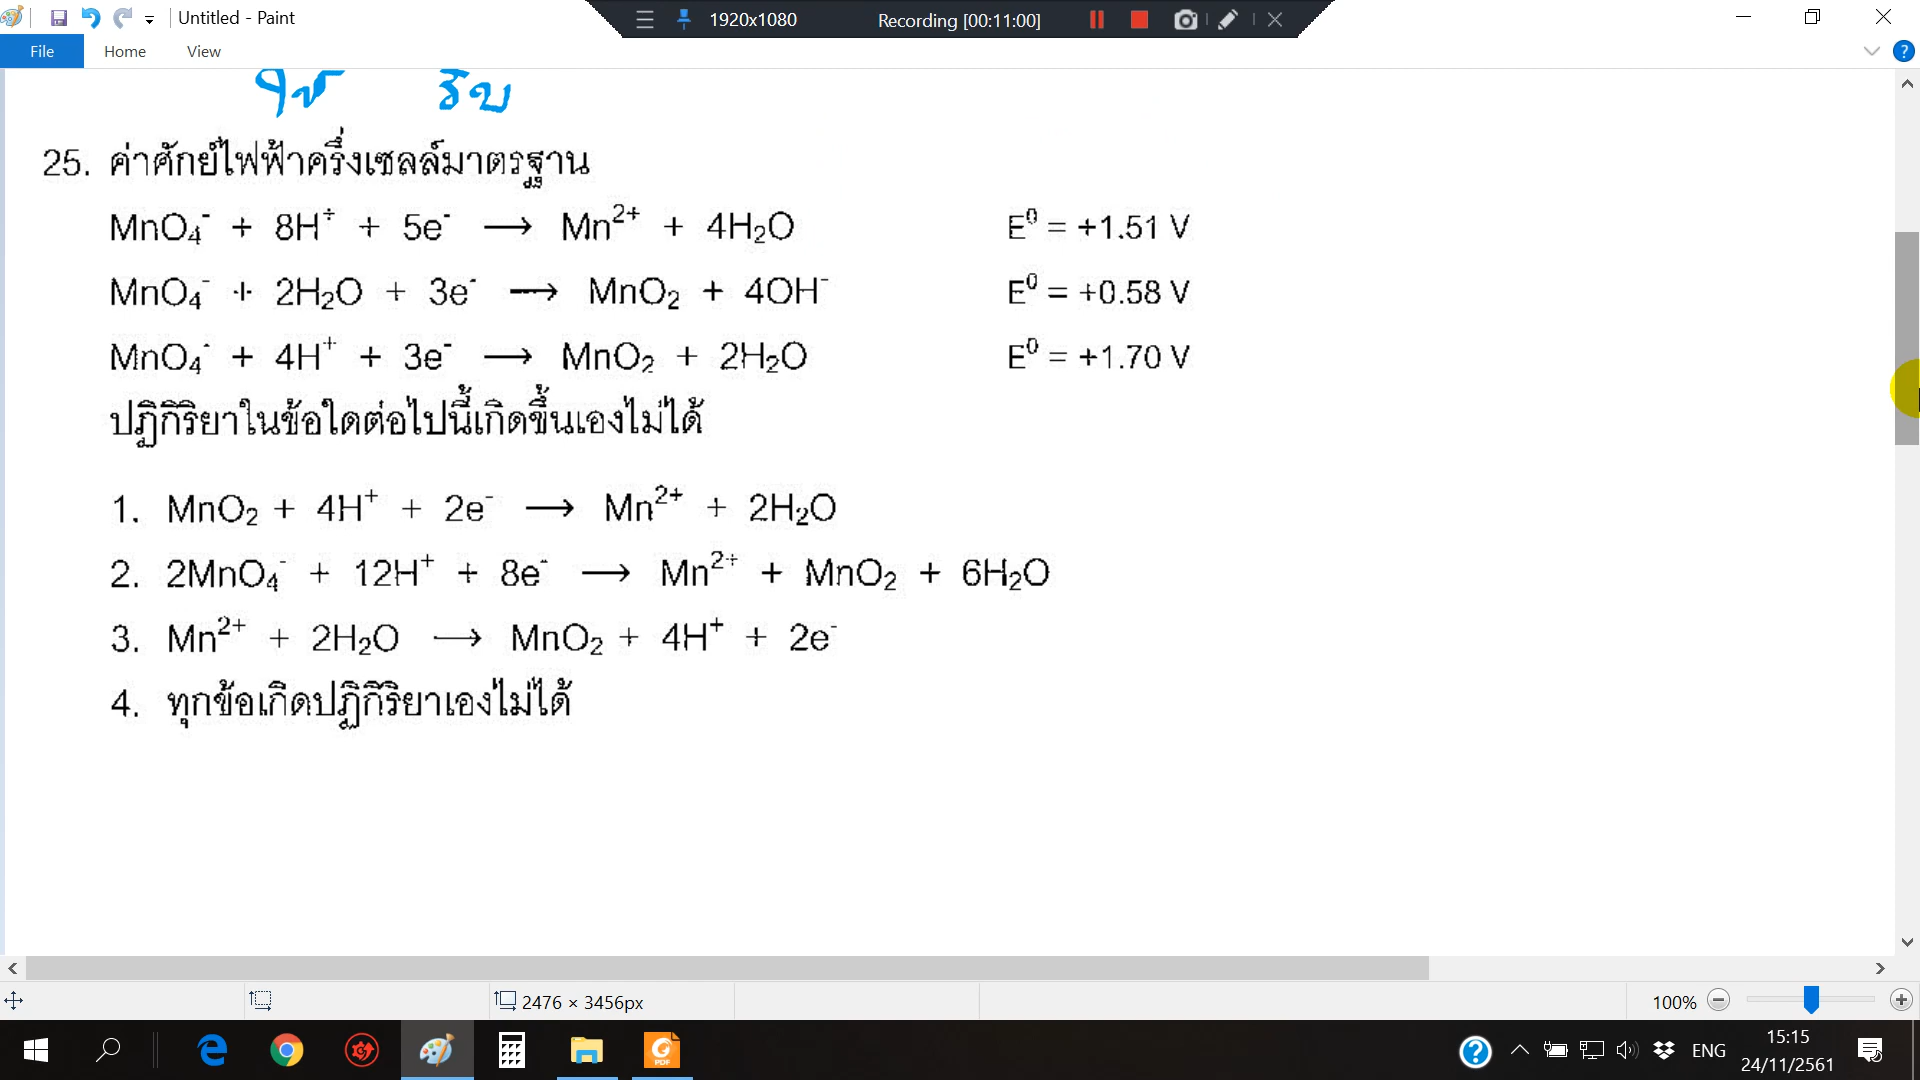 Untitled - Paint
1920x1080
Recording [00:11:00]
File Home View
ให้ รับ
25. ค่าศักย์ไฟฟ้าครึ่งเซลล์มาตรฐาน
MnO₄⁻ + 8H⁺ + 5e⁻ ⟶ Mn²⁺ + 4H₂O E⁰ = +1.51 V
MnO₄⁻ + 2H₂O + 3e⁻ ⟶ MnO₂ + 4OH⁻ E⁰ = +0.58 V
MnO₄⁻ + 4H⁺ + 3e⁻ ⟶ MnO₂ + 2H₂O E⁰ = +1.70 V
ปฏิกิริยาในข้อใดต่อไปนี้เกิดขึ้นเองไม่ได้
1. MnO₂ + 4H⁺ + 2e⁻ ⟶ Mn²⁺ + 2H₂O
2. 2MnO₄⁻ + 12H⁺ + 8e⁻ ⟶ Mn²⁺ + MnO₂ + 6H₂O
3. Mn²⁺ + 2H₂O ⟶ MnO₂ + 4H⁺ + 2e⁻
4. ทุกข้อเกิดปฏิกิริยาเองไม่ได้
2476 × 3456px
100%
PDF
ENG
15:15
24/11/2561